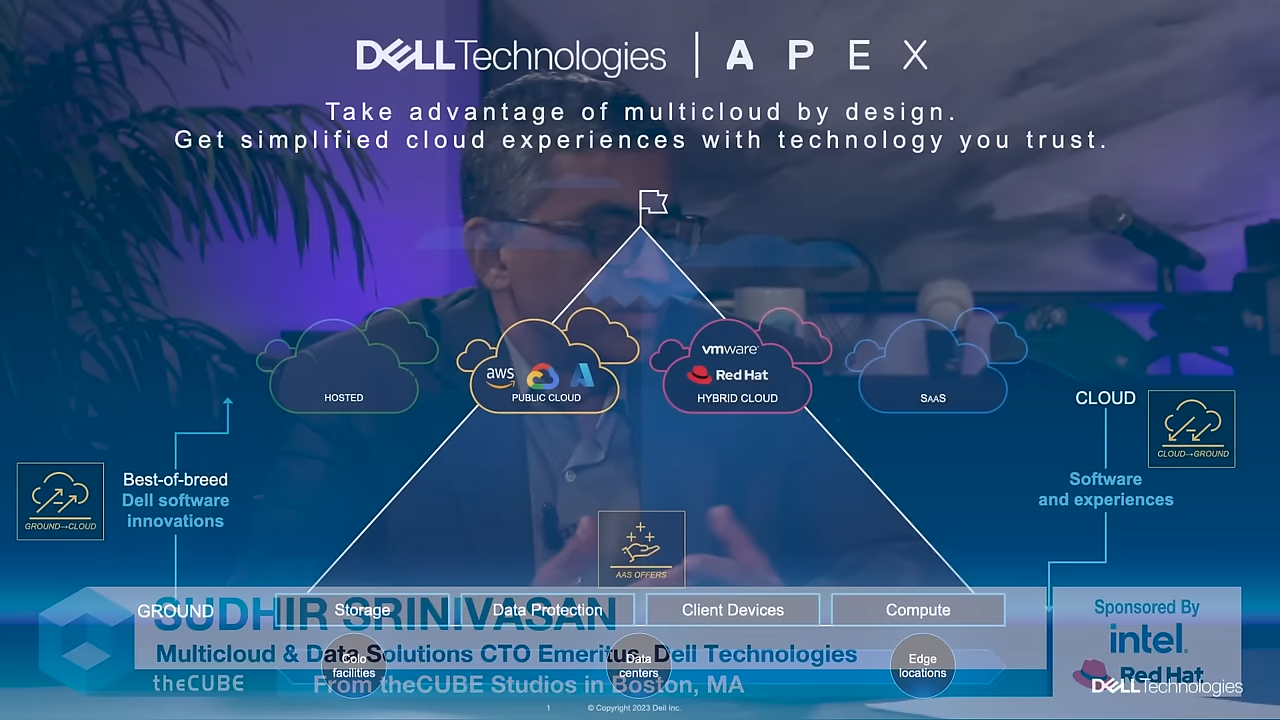 DELLTechnologies | APEX
Take advantage of multicloud by design.
Get simplified cloud experiences with technology you trust.
HOSTED
aws
PUBLIC CLOUD
vmware®
Red Hat
HYBRID CLOUD
SAAS
CLOUD
CLOUD→GROUND
Best-of-breed
Dell software
innovations
GROUND→CLOUD
Software
and experiences
AAS OFFERS
GROUND
Storage
Data Protection
Client Devices
Compute
SUDHIR SRINIVASAN
Multicloud & Data Solutions CTO Emeritus, Dell Technologies
theCUBE
From theCUBE Studios in Boston, MA
Colo
facilities
Data
centers
Edge
locations
Sponsored By
intel.
Red Hat
DELLTechnologies
1
© Copyright 2023 Dell Inc.